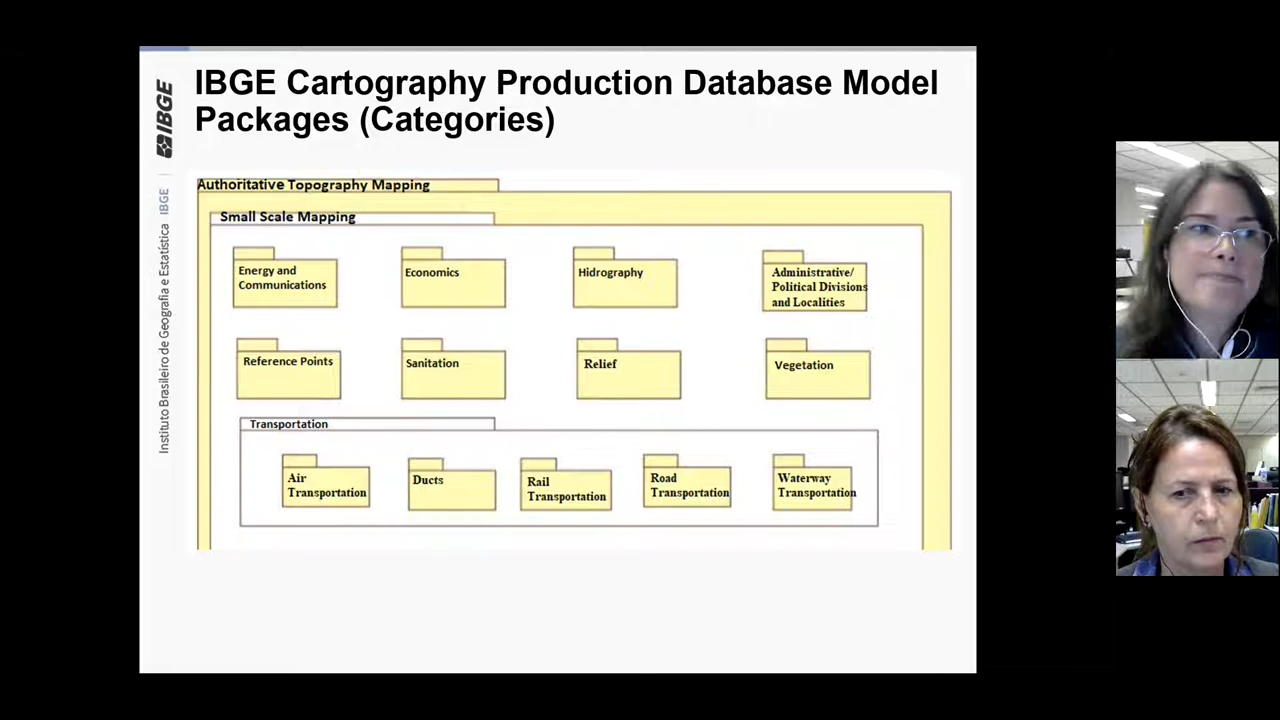 IBGE Cartography Production Database Model
Packages (Categories)
IBGE
Instituto Brasileiro de Geografia e Estatística IBGE
Authoritative Topography Mapping
Small Scale Mapping
Energy and
Communications
Economics
Hidrography
Administrative/
Political Divisions
and Localities
Reference Points
Sanitation
Relief
Vegetation
Transportation
Air
Transportation
Ducts
Rail
Transportation
Road
Transportation
Waterway
Transportation